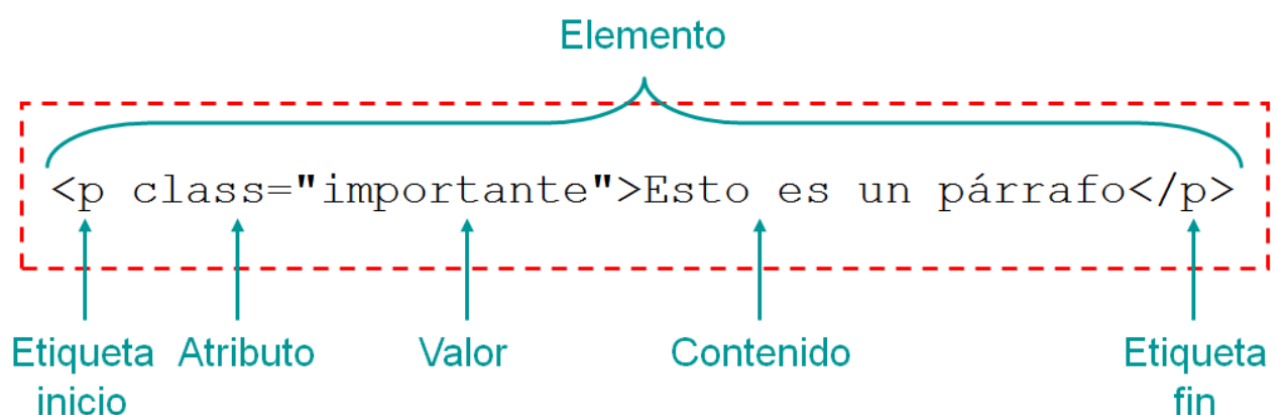 Elemento
<p class="importante">Esto es un párrafo</p>
Etiqueta inicio
Atributo
Valor
Contenido
Etiqueta fin